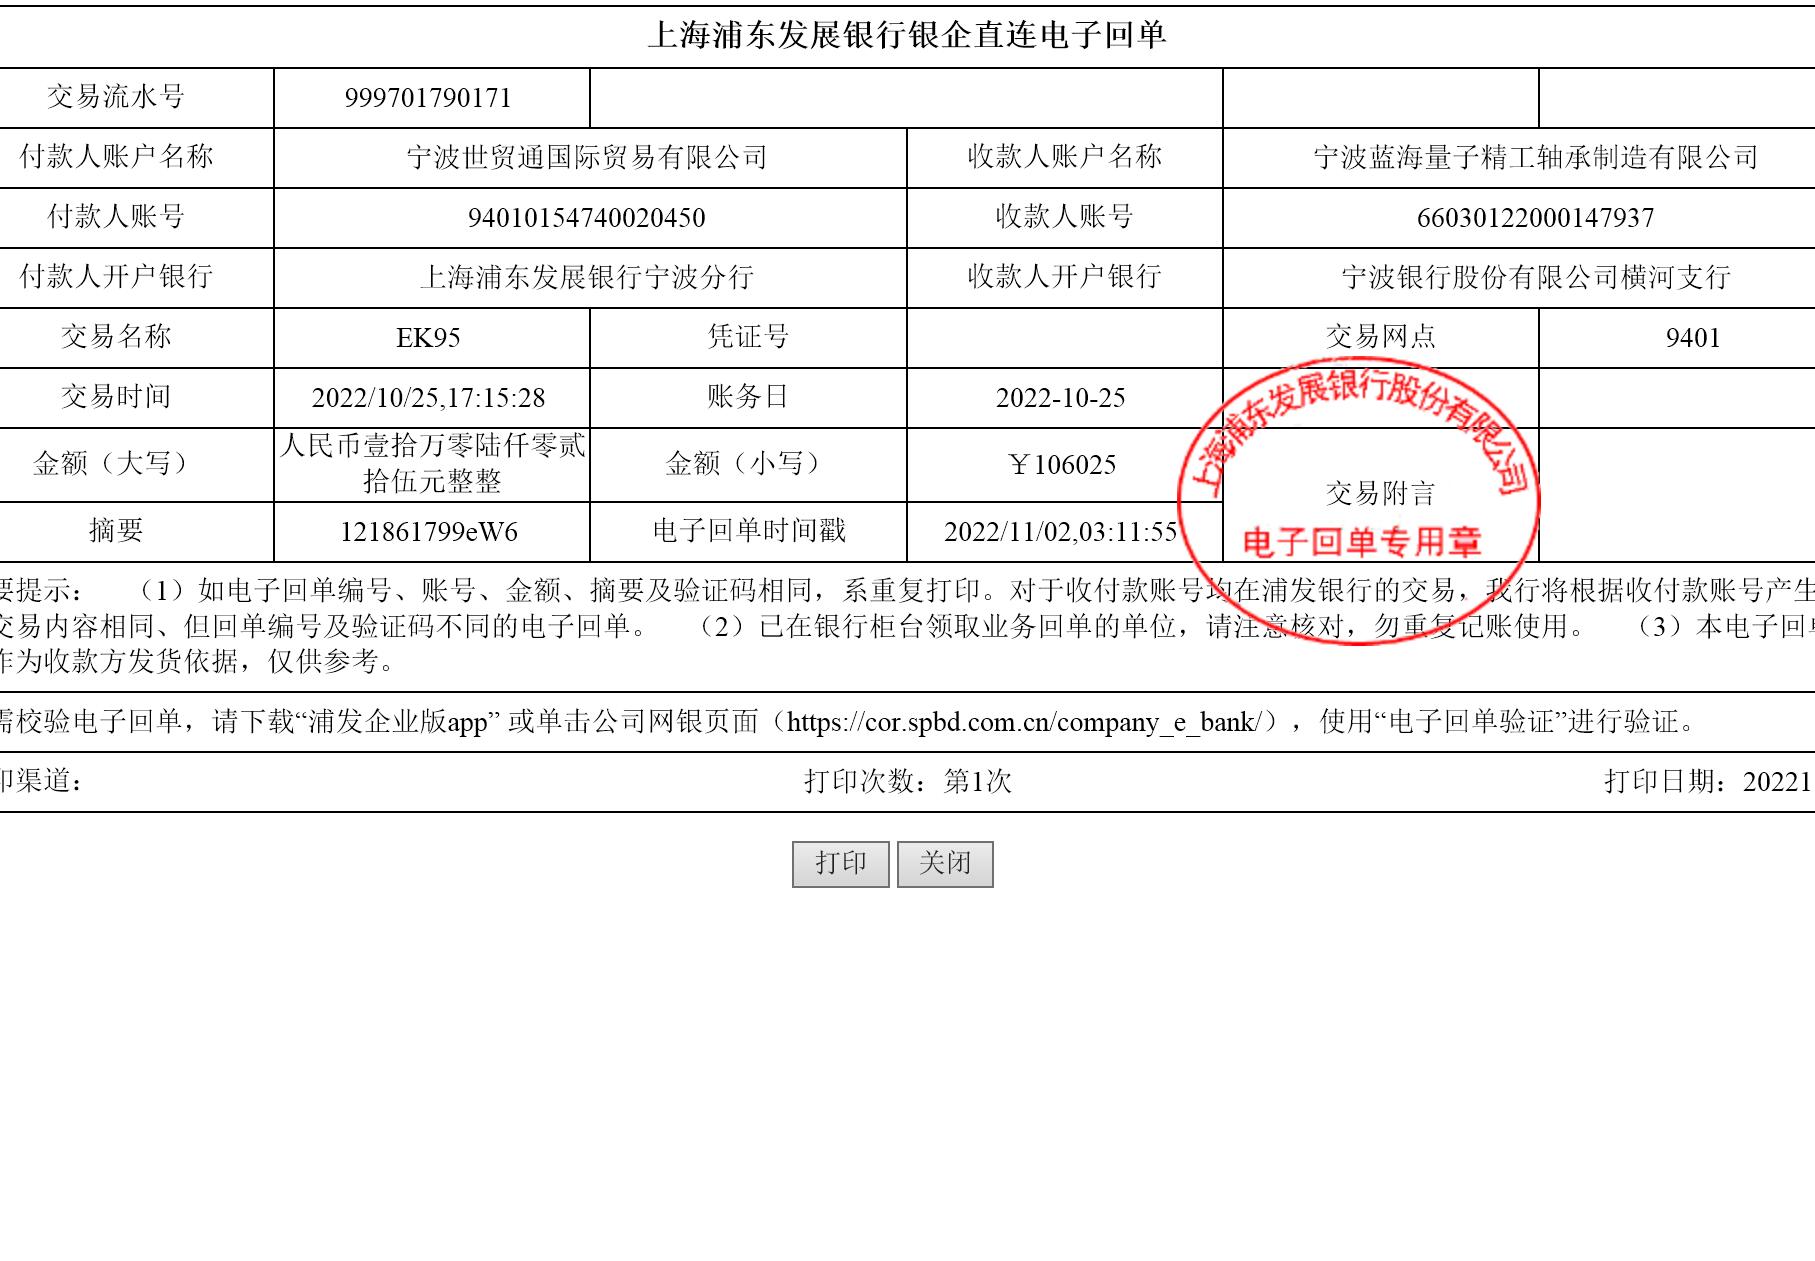 上海浦东发展银行银企直连电子回单
交易流水号 999701790171
付款人账户名称 宁波世贸通国际贸易有限公司 收款人账户名称 宁波蓝海量子精工轴承制造有限公司
付款人账号 94010154740020450 收款人账号 66030122000147937
付款人开户银行 上海浦东发展银行宁波分行 收款人开户银行 宁波银行股份有限公司横河支行
交易名称 EK95 凭证号 交易网点 9401
交易时间 2022/10/25,17:15:28 账务日 2022-10-25
金额（大写） 人民币壹拾万零陆仟零贰
拾伍元整整 金额（小写） ￥106025
交易附言
摘要 121861799eW6 电子回单时间戳 2022/11/02,03:11:55
上海浦东发展银行股份有限公司
电子回单专用章
要提示： （1）如电子回单编号、账号、金额、摘要及验证码相同，系重复打印。对于收付款账号均在浦发银行的交易，我行将根据收付款账号产生
交易内容相同、但回单编号及验证码不同的电子回单。 （2）已在银行柜台领取业务回单的单位，请注意核对，勿重复记账使用。 （3）本电子回单
作为收款方发货依据，仅供参考。
需校验电子回单，请下载“浦发企业版app” 或单击公司网银页面（https://cor.spbd.com.cn/company_e_bank/），使用“电子回单验证”进行验证。
印渠道： 打印次数：第1次 打印日期：20221
打印 关闭